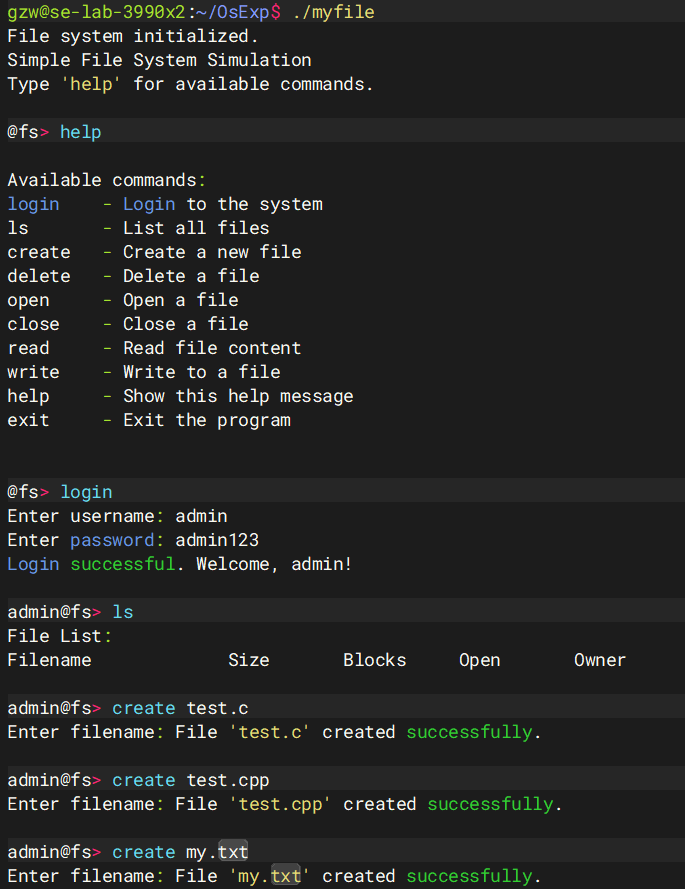 gzw@se-lab-3990x2:~/OsExp$ ./myfile
File system initialized.
Simple File System Simulation
Type 'help' for available commands.
@fs> help
Available commands:
login    - Login to the system
ls       - List all files
create   - Create a new file
delete   - Delete a file
open     - Open a file
close    - Close a file
read     - Read file content
write    - Write to a file
help     - Show this help message
exit     - Exit the program
@fs> login
Enter username: admin
Enter password: admin123
Login successful. Welcome, admin!
admin@fs> ls
File List:
Filename             Size       Blocks     Open       Owner
admin@fs> create test.c
Enter filename: File 'test.c' created successfully.
admin@fs> create test.cpp
Enter filename: File 'test.cpp' created successfully.
admin@fs> create my.txt
Enter filename: File 'my.txt' created successfully.